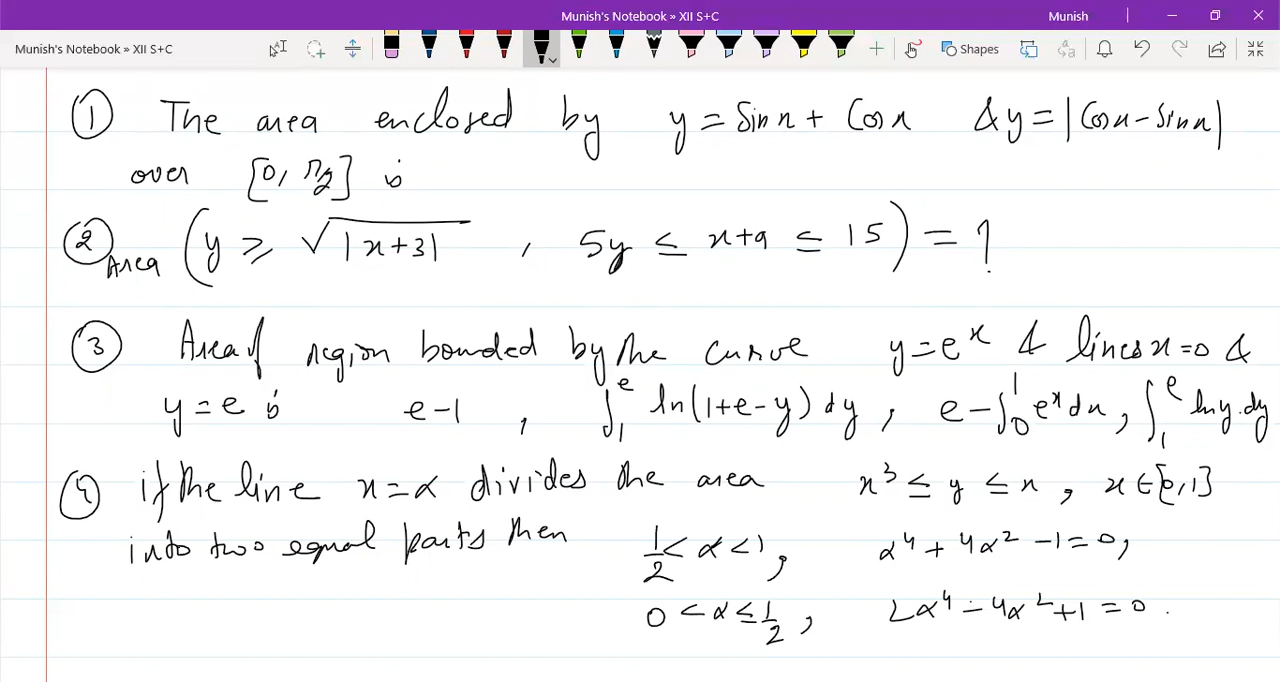 Munish's Notebook » XII S+C
Munish
Munish's Notebook » XII S+C
Shapes
① The area enclosed by y = Sin x + Cos x & y = |Cos x - Sin x|
over [0, π/2] is
② Area (y ≥ √|x+3| , 5y ≤ x+9 ≤ 15) = ?
③ Area of region bounded by the curve y = e^x & lines x=0 &
y = e is e-1 , ∫₁^e ln(1+e-y) dy , e - ∫₀^1 e^x dx , ∫₁^e ln y . dy
④ if the line x = α divides the area x³ ≤ y ≤ x , x ∈ [0,1]
into two equal parts then 1/2 < α < 1 , α⁴ + 4α² - 1 = 0,
0 < α ≤ 1/2 , 2α⁴ - 4α² + 1 = 0 .